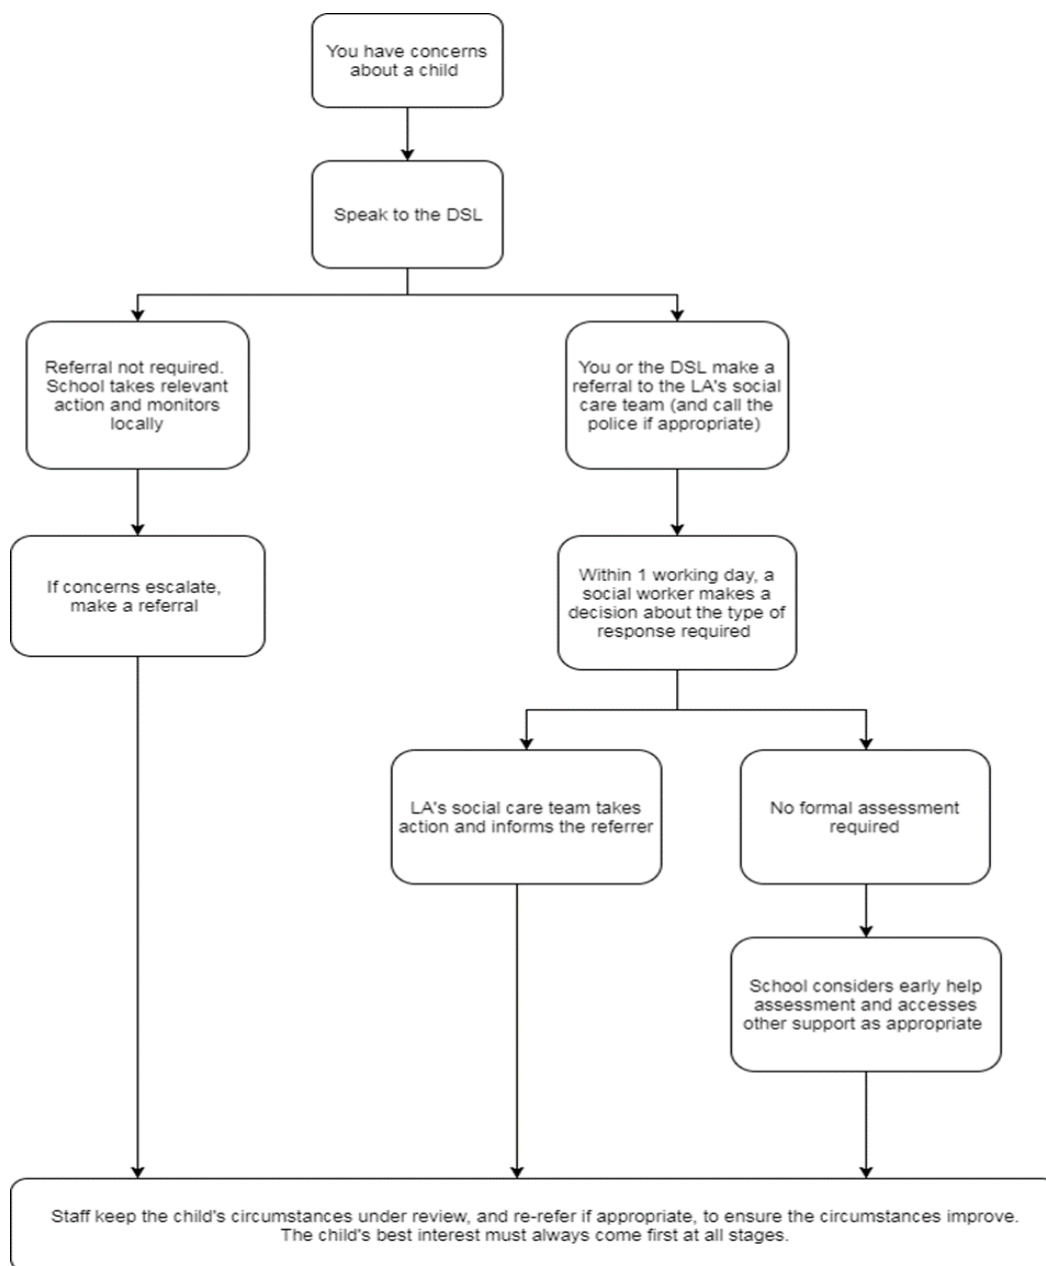 You have concerns
about a child
Speak to the DSL
Referral not required.
School takes relevant
action and monitors
locally
You or the DSL make a
referral to the LA's social
care team (and call the
police if appropriate)
If concerns escalate,
make a referral
Within 1 working day, a
social worker makes a
decision about the type of
response required
LA's social care team takes
action and informs the referrer
No formal assessment
required
School considers early help
assessment and accesses
other support as appropriate
Staff keep the child's circumstances under review, and re-refer if appropriate, to ensure the circumstances improve.
The child's best interest must always come first at all stages.